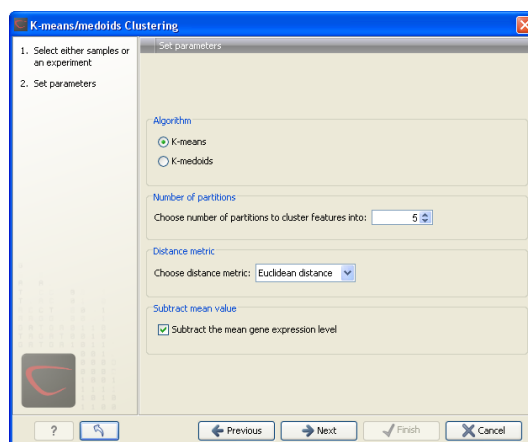 K-means/medoids Clustering
1. Select either samples or
an experiment
2. Set parameters
Set parameters
Algorithm
K-means
K-medoids
Number of partitions
Choose number of partitions to cluster features into: 5
Distance metric
Choose distance metric: Euclidean distance
Subtract mean value
Subtract the mean gene expression level
? Previous Next Finish Cancel